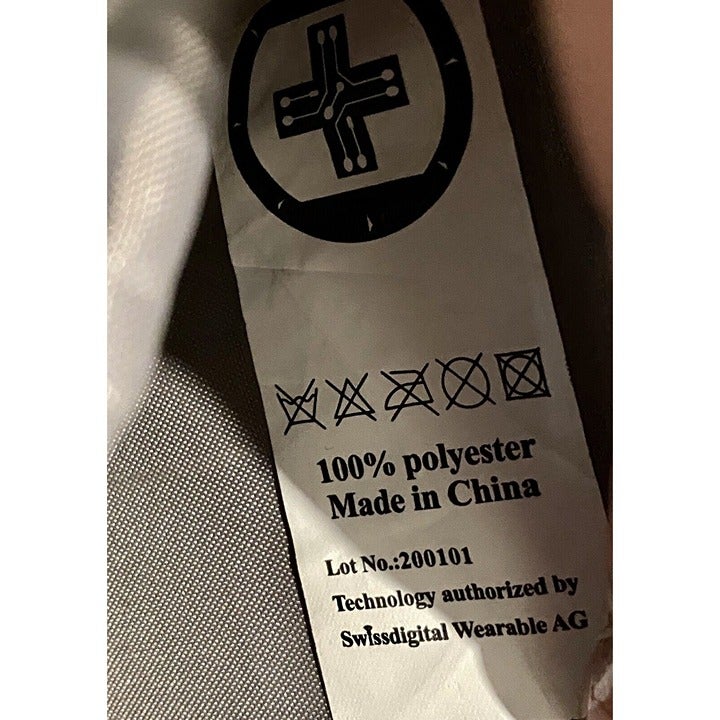 100% polyester
Made in China
Lot No.:200101
Technology authorized by
Swissdigital Wearable AG